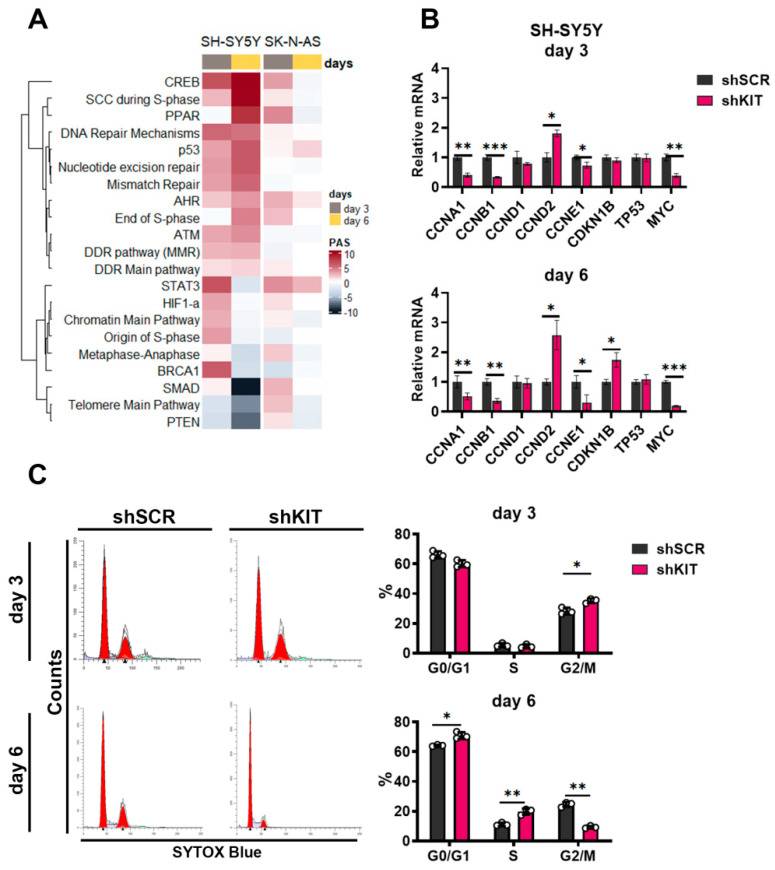 A
SH-SY5Y SK-N-AS
days
CREB
SCC during S-phase
PPAR
DNA Repair Mechanisms
p53
Nucleotide excision repair
Mismatch Repair
AHR
End of S-phase
ATM
DDR pathway (MMR)
DDR Main pathway
STAT3
HIF1-a
Chromatin Main Pathway
Origin of S-phase
Metaphase-Anaphase
BRCA1
SMAD
Telomere Main Pathway
PTEN
days
day 3
day 6
PAS
10
5
0
-5
-10
B
SH-SY5Y
day 3
shSCR
shKIT
Relative mRNA
4
3
2
1
0
** *** * * **
CCNA1 CCNB1 CCND1 CCND2 CCNE1 CDKN1B TP53 MYC
day 6
Relative mRNA
4
3
2
1
0
** ** * * * ***
CCNA1 CCNB1 CCND1 CCND2 CCNE1 CDKN1B TP53 MYC
C
shSCR shKIT
day 3
day 6
Counts
SYTOX Blue
day 3
shSCR
shKIT
%
80
60
40
20
0
*
G0/G1 S G2/M
day 6
%
80
60
40
20
0
* ** **
G0/G1 S G2/M